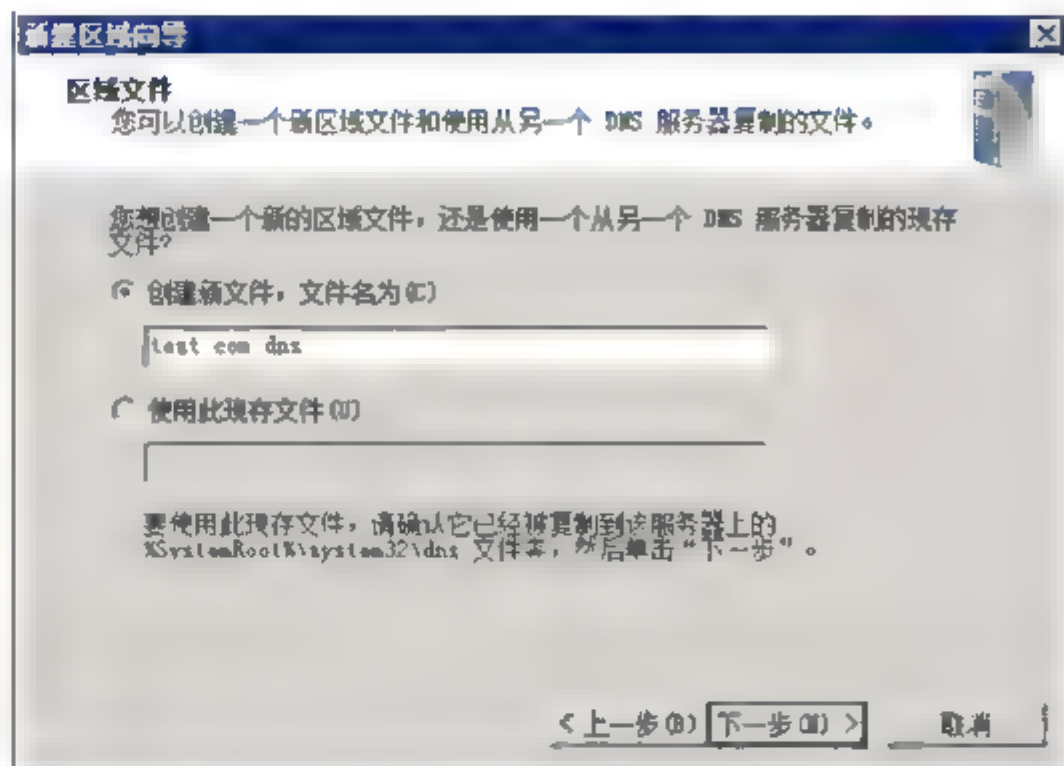 新建区域向导
区域文件
您可以创建一个新区域文件和使用从另一个 DNS 服务器复制的文件。
您想创建一个新的区域文件，还是使用一个从另一个 DNS 服务器复制的现存
文件?
创建新文件，文件名为(C)
test com dns
使用此现存文件(U)
要使用此现存文件，请确认它已经被复制到该服务器上的
%SystemRoot%\system32\dns 文件夹，然后单击“下一步”。
< 上一步(B) 下一步(N) > 取消